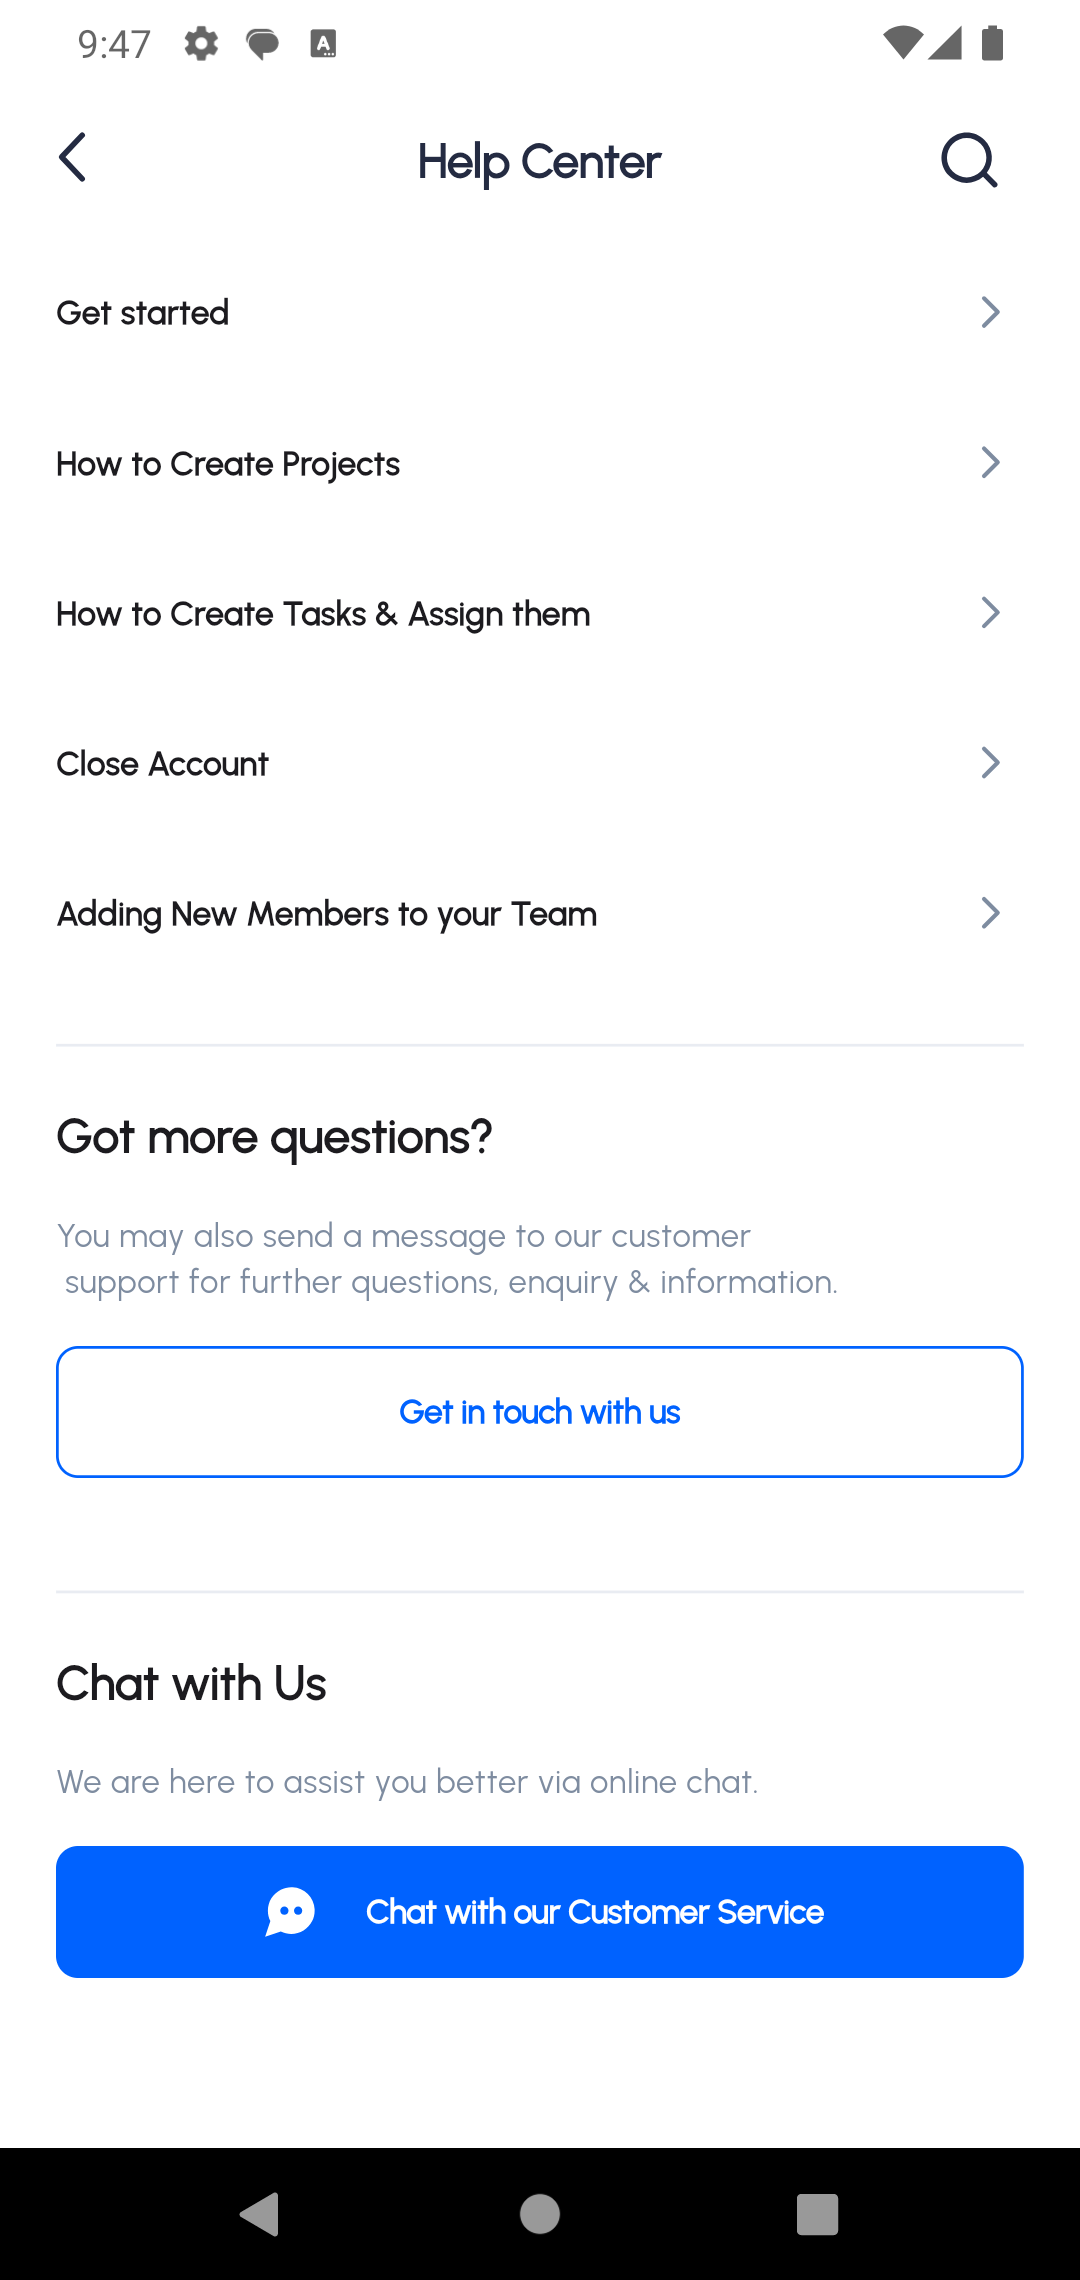 9:47
Help Center
Get started
How to Create Projects
How to Create Tasks & Assign them
Close Account
Adding New Members to your Team
Got more questions?
You may also send a message to our customer
support for further questions, enquiry & information.
Get in touch with us
Chat with Us
We are here to assist you better via online chat.
Chat with our Customer Service